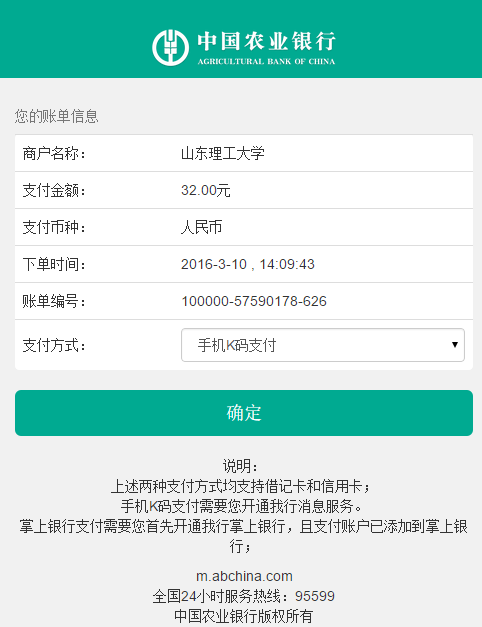 中国农业银行
AGRICULTURAL BANK OF CHINA
您的账单信息
商户名称： 山东理工大学
支付金额： 32.00元
支付币种： 人民币
下单时间： 2016-3-10 , 14:09:43
账单编号： 100000-57590178-626
支付方式： 手机K码支付
确定
说明：
上述两种支付方式均支持借记卡和信用卡；
手机K码支付需要您开通我行消息服务。
掌上银行支付需要您首先开通我行掌上银行，且支付账户已添加到掌上银
行；
m.abchina.com
全国24小时服务热线：95599
中国农业银行版权所有